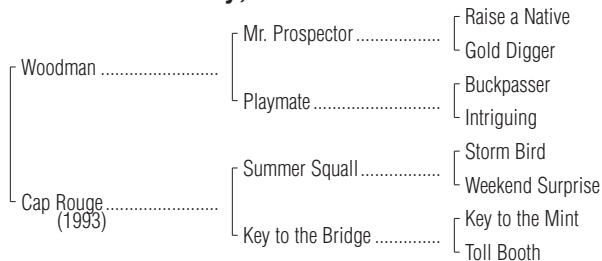 Raise a Native
Mr. Prospector ..................
Gold Digger
Woodman .........................
Buckpasser
Playmate ...........................
Intriguing
Storm Bird
Summer Squall.................
Weekend Surprise
Cap Rouge........................
(1993)
Key to the Mint
Key to the Bridge ..............
Toll Booth